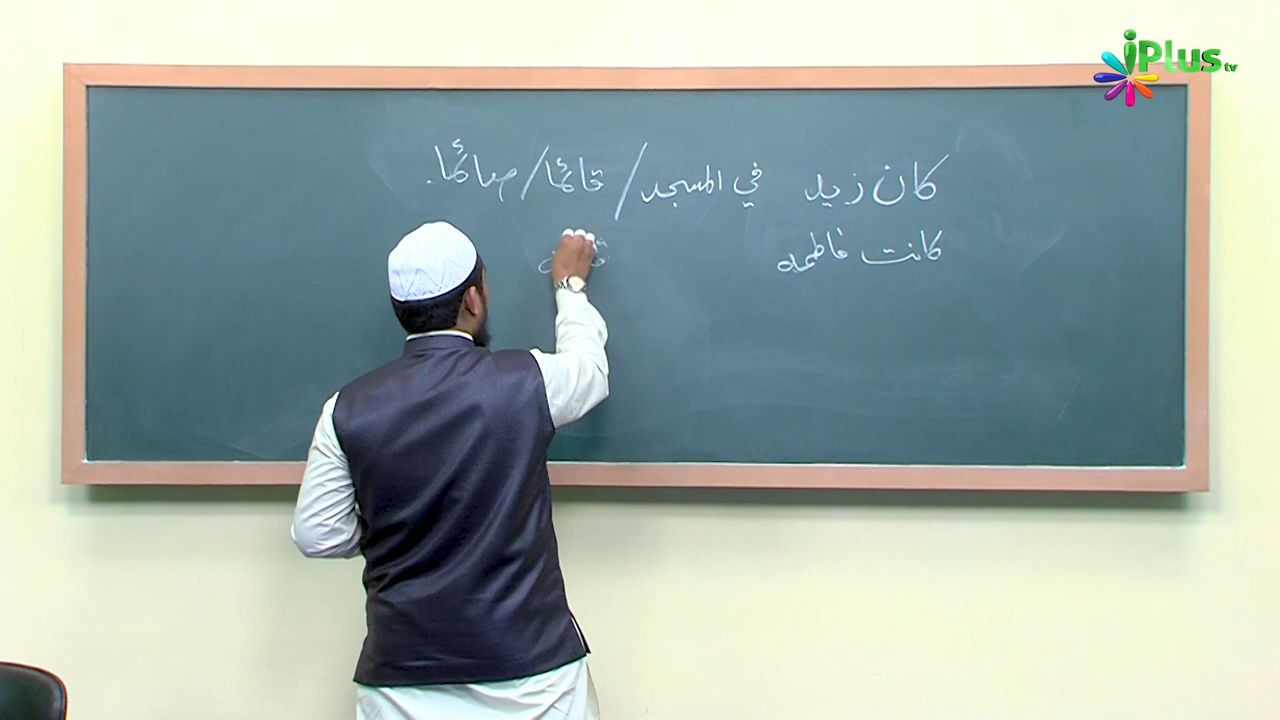 iPlus tv
كان زيد في المسجد / قائمًا / صائمًا.
كانت فاطمه